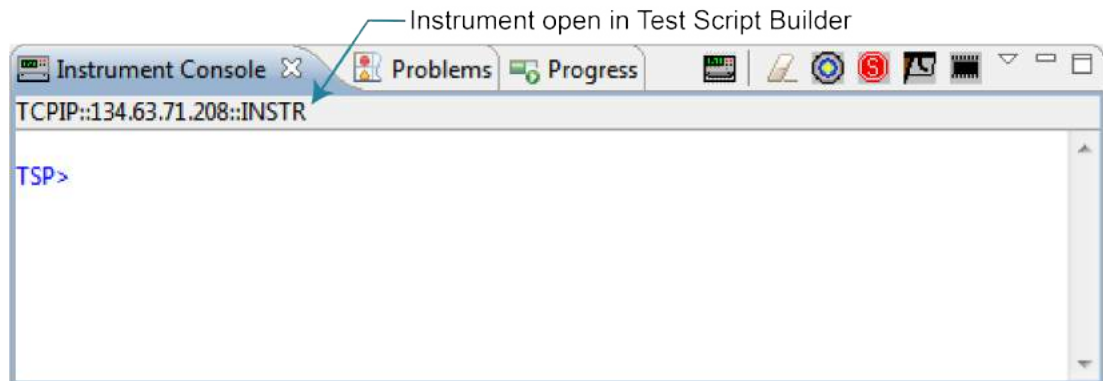 Instrument open in Test Script Builder
Instrument Console Problems Progress
TCPIP::134.63.71.208::INSTR
TSP>